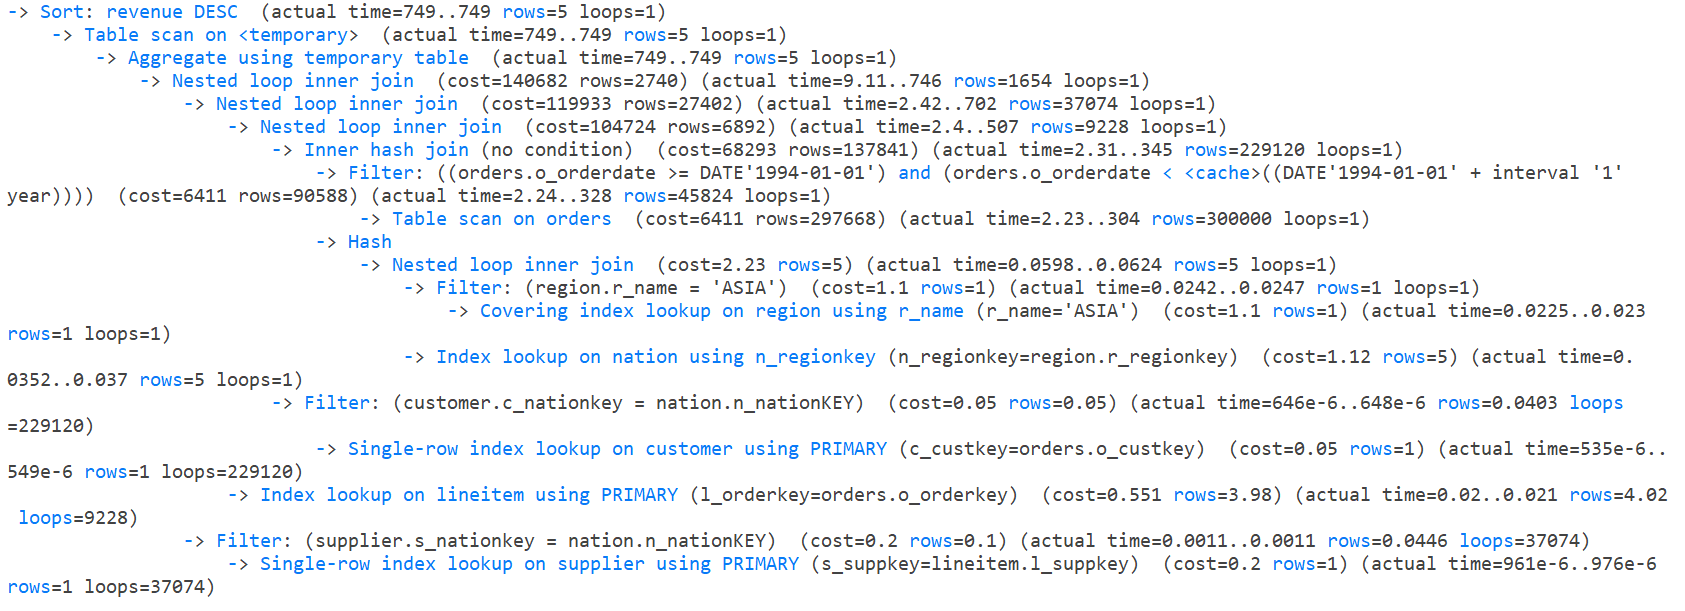 -> Sort: revenue DESC  (actual time=749..749 rows=5 loops=1)
    -> Table scan on <temporary>  (actual time=749..749 rows=5 loops=1)
        -> Aggregate using temporary table  (actual time=749..749 rows=5 loops=1)
            -> Nested loop inner join  (cost=140682 rows=2740) (actual time=9.11..746 rows=1654 loops=1)
                -> Nested loop inner join  (cost=119933 rows=27402) (actual time=2.42..702 rows=37074 loops=1)
                    -> Nested loop inner join  (cost=104724 rows=6892) (actual time=2.4..507 rows=9228 loops=1)
                        -> Inner hash join (no condition)  (cost=68293 rows=137841) (actual time=2.31..345 rows=229120 loops=1)
                            -> Filter: ((orders.o_orderdate >= DATE'1994-01-01') and (orders.o_orderdate < <cache>((DATE'1994-01-01' + interval '1'
year))))  (cost=6411 rows=90588) (actual time=2.24..328 rows=45824 loops=1)
                                -> Table scan on orders  (cost=6411 rows=297668) (actual time=2.23..304 rows=300000 loops=1)
                            -> Hash
                                -> Nested loop inner join  (cost=2.23 rows=5) (actual time=0.0598..0.0624 rows=5 loops=1)
                                    -> Filter: (region.r_name = 'ASIA')  (cost=1.1 rows=1) (actual time=0.0242..0.0247 rows=1 loops=1)
                                        -> Covering index lookup on region using r_name (r_name='ASIA')  (cost=1.1 rows=1) (actual time=0.0225..0.023
rows=1 loops=1)
                                    -> Index lookup on nation using n_regionkey (n_regionkey=region.r_regionkey)  (cost=1.12 rows=5) (actual time=0.
0352..0.037 rows=5 loops=1)
                        -> Filter: (customer.c_nationkey = nation.n_nationKEY)  (cost=0.05 rows=0.05) (actual time=646e-6..648e-6 rows=0.0403 loops
=229120)
                            -> Single-row index lookup on customer using PRIMARY (c_custkey=orders.o_custkey)  (cost=0.05 rows=1) (actual time=535e-6..
549e-6 rows=1 loops=229120)
                    -> Index lookup on lineitem using PRIMARY (l_orderkey=orders.o_orderkey)  (cost=0.551 rows=3.98) (actual time=0.02..0.021 rows=4.02
 loops=9228)
                -> Filter: (supplier.s_nationkey = nation.n_nationKEY)  (cost=0.2 rows=0.1) (actual time=0.0011..0.0011 rows=0.0446 loops=37074)
                    -> Single-row index lookup on supplier using PRIMARY (s_suppkey=lineitem.l_suppkey)  (cost=0.2 rows=1) (actual time=961e-6..976e-6
rows=1 loops=37074)